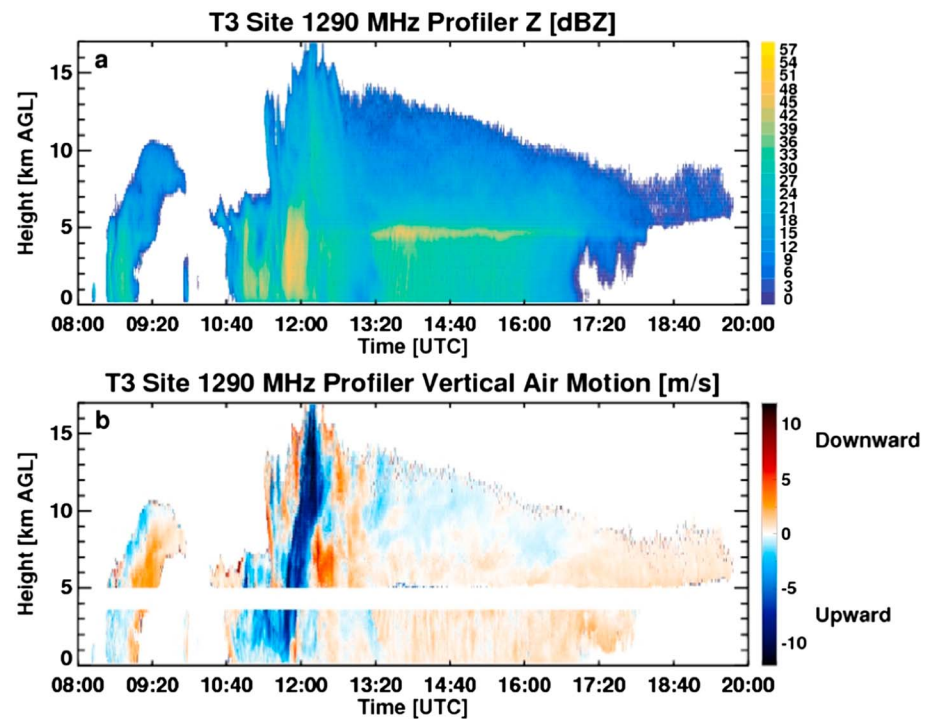 T3 Site 1290 MHz Profiler Z [dBZ]
a
Height [km AGL]
15
10
5
0
57
54
51
48
45
42
39
36
33
30
27
24
21
18
15
12
9
6
3
0
08:00 09:20 10:40 12:00 13:20 14:40 16:00 17:20 18:40 20:00
Time [UTC]
T3 Site 1290 MHz Profiler Vertical Air Motion [m/s]
b
Height [km AGL]
15
10
5
0
10
5
0
-5
-10
Downward
Upward
08:00 09:20 10:40 12:00 13:20 14:40 16:00 17:20 18:40 20:00
Time [UTC]